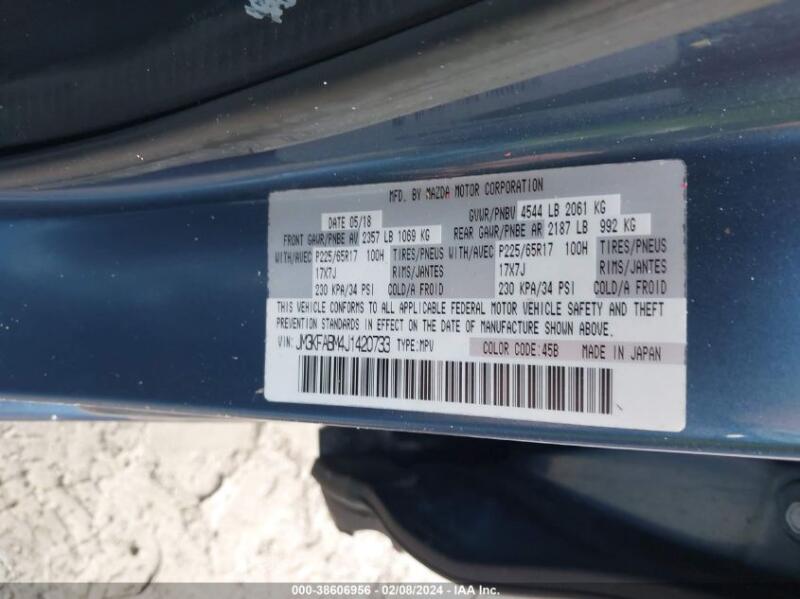 MFD. BY MAZDA MOTOR CORPORATION
DATE 05/18 GVWR/PNBV 4544 LB 2061 KG
FRONT GAWR/PNBE AV 2357 LB 1069 KG REAR GAWR/PNBE AR 2187 LB 992 KG
WITH/AVEC P225/65R17 100H TIRES/PNEUS WITH/AVEC P225/65R17 100H TIRES/PNEUS
17X7J RIMS/JANTES 17X7J RIMS/JANTES
230 KPA/34 PSI COLD/A FROID 230 KPA/34 PSI COLD/A FROID
THIS VEHICLE CONFORMS TO ALL APPLICABLE FEDERAL MOTOR VEHICLE SAFETY AND THEFT
PREVENTION STANDARDS IN EFFECT ON THE DATE OF MANUFACTURE SHOWN ABOVE.
VIN: JM3KFABM4J1420733 TYPE:MPV COLOR CODE:45B MADE IN JAPAN
000-38606956 - 02/08/2024 - IAA Inc.